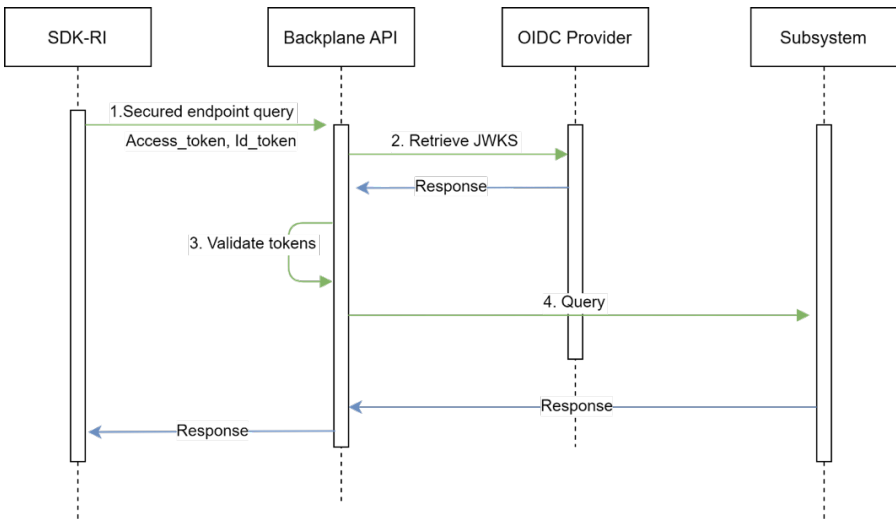 SDK-RI
Backplane API
OIDC Provider
Subsystem
1.Secured endpoint query
Access_token, Id_token
2. Retrieve JWKS
Response
3. Validate tokens
4. Query
Response
Response